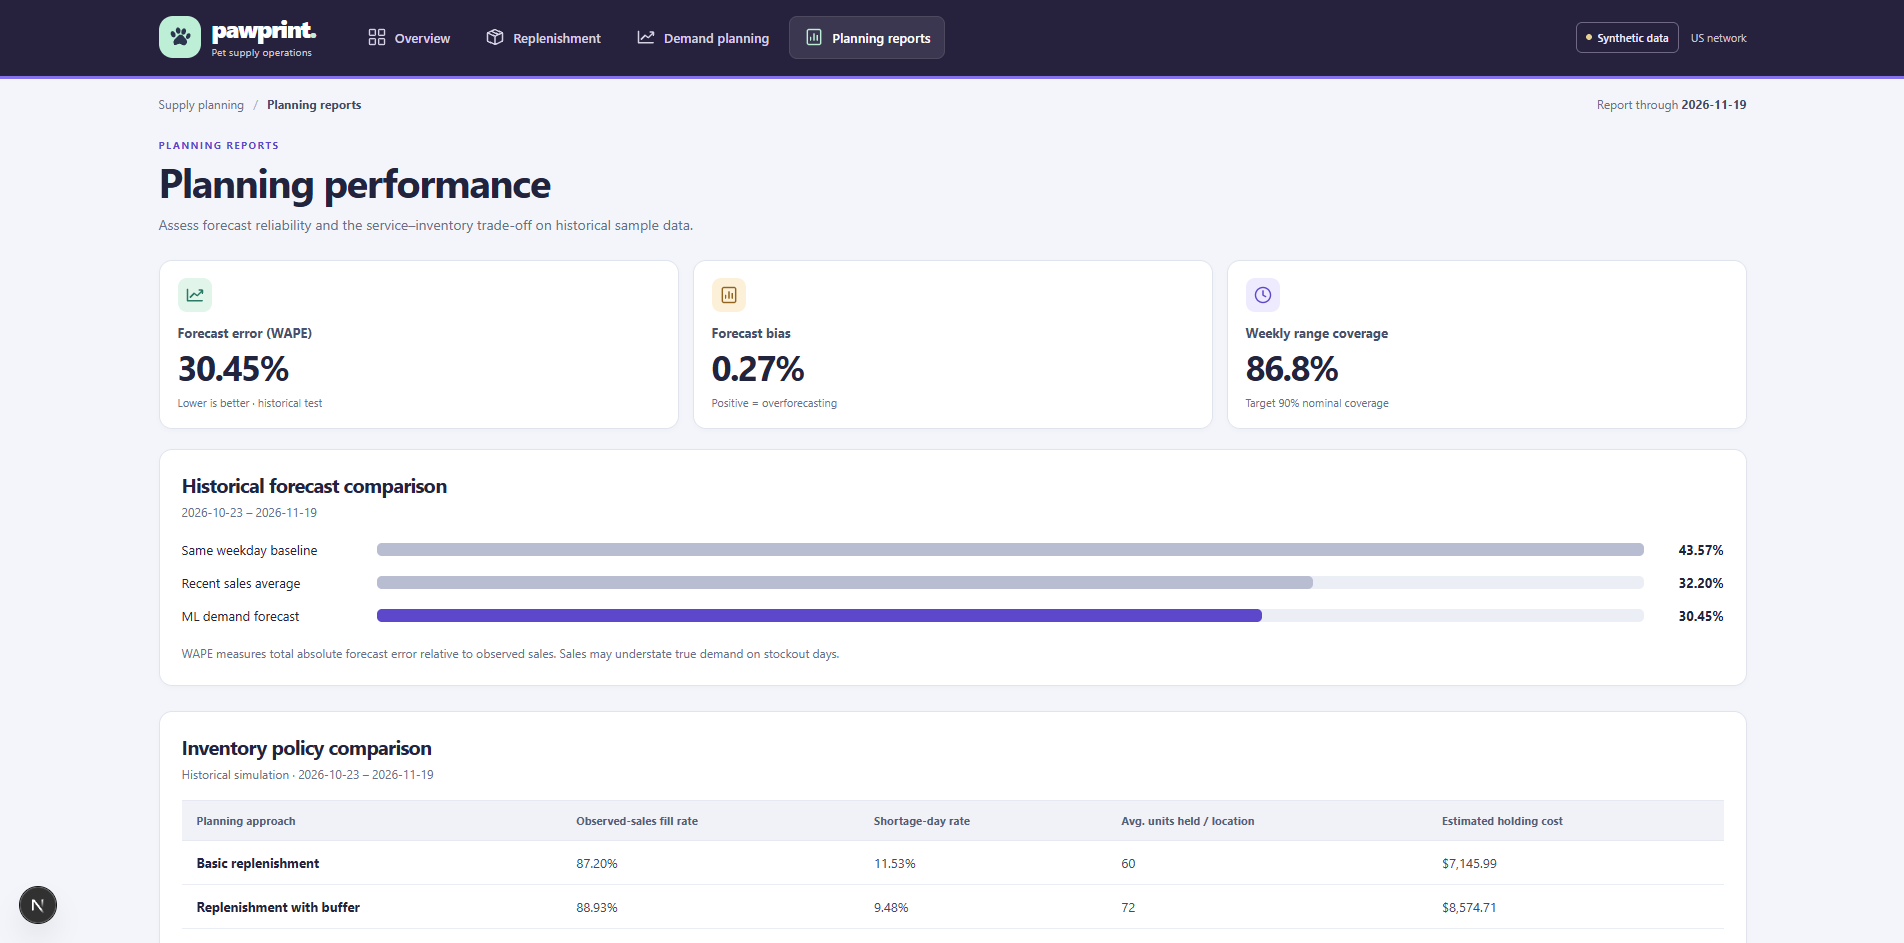 pawprint.
Pet supply operations
Overview
Replenishment
Demand planning
Planning reports
Synthetic data
US network
Supply planning / Planning reports
Report through 2026-11-19
PLANNING REPORTS
Planning performance
Assess forecast reliability and the service–inventory trade-off on historical sample data.
Forecast error (WAPE)
30.45%
Lower is better · historical test
Forecast bias
0.27%
Positive = overforecasting
Weekly range coverage
86.8%
Target 90% nominal coverage
Historical forecast comparison
2026-10-23 – 2026-11-19
Same weekday baseline 43.57%
Recent sales average 32.20%
ML demand forecast 30.45%
WAPE measures total absolute forecast error relative to observed sales. Sales may understate true demand on stockout days.
Inventory policy comparison
Historical simulation · 2026-10-23 – 2026-11-19
Planning approach Observed-sales fill rate Shortage-day rate Avg. units held / location Estimated holding cost
Basic replenishment 87.20% 11.53% 60 $7,145.99
Replenishment with buffer 88.93% 9.48% 72 $8,574.71
N